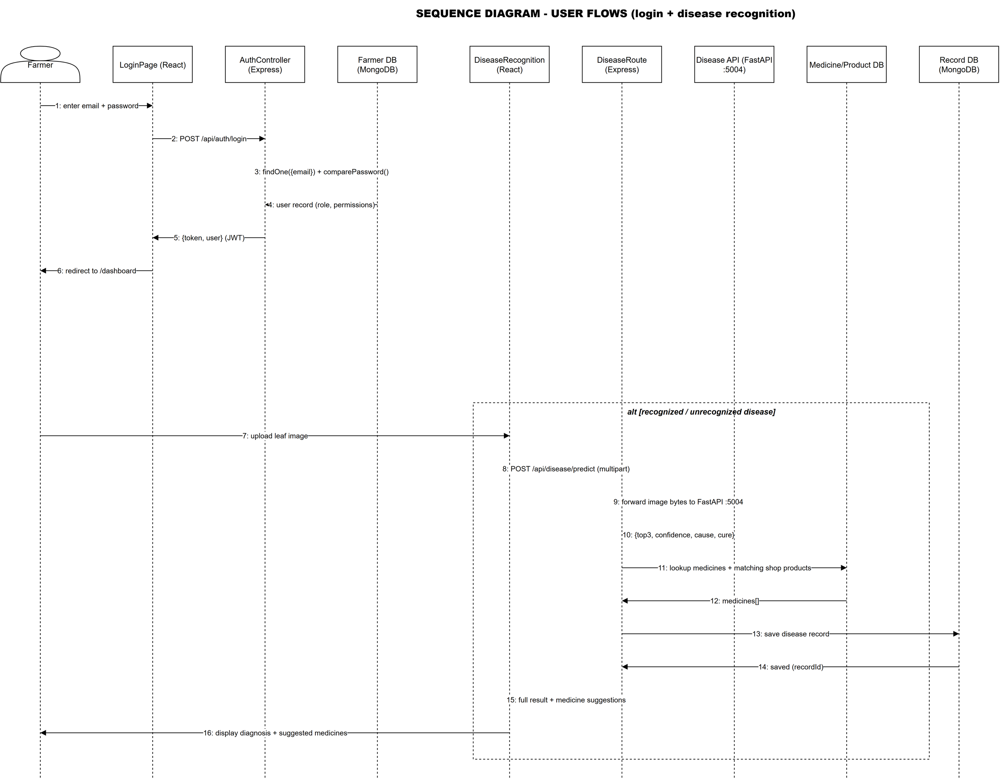 SEQUENCE DIAGRAM - USER FLOWS (login + disease recognition)
Farmer
LoginPage (React)
AuthController
(Express)
Farmer DB
(MongoDB)
DiseaseRecognition
(React)
DiseaseRoute
(Express)
Disease API (FastAPI
:5004)
Medicine/Product DB
Record DB
(MongoDB)
1: enter email + password
2: POST /api/auth/login
3: findOne({email}) + comparePassword()
4: user record (role, permissions)
5: {token, user} (JWT)
6: redirect to /dashboard
alt [recognized / unrecognized disease]
7: upload leaf image
8: POST /api/disease/predict (multipart)
9: forward image bytes to FastAPI :5004
10: {top3, confidence, cause, cure}
11: lookup medicines + matching shop products
12: medicines[]
13: save disease record
14: saved (recordId)
15: full result + medicine suggestions
16: display diagnosis + suggested medicines